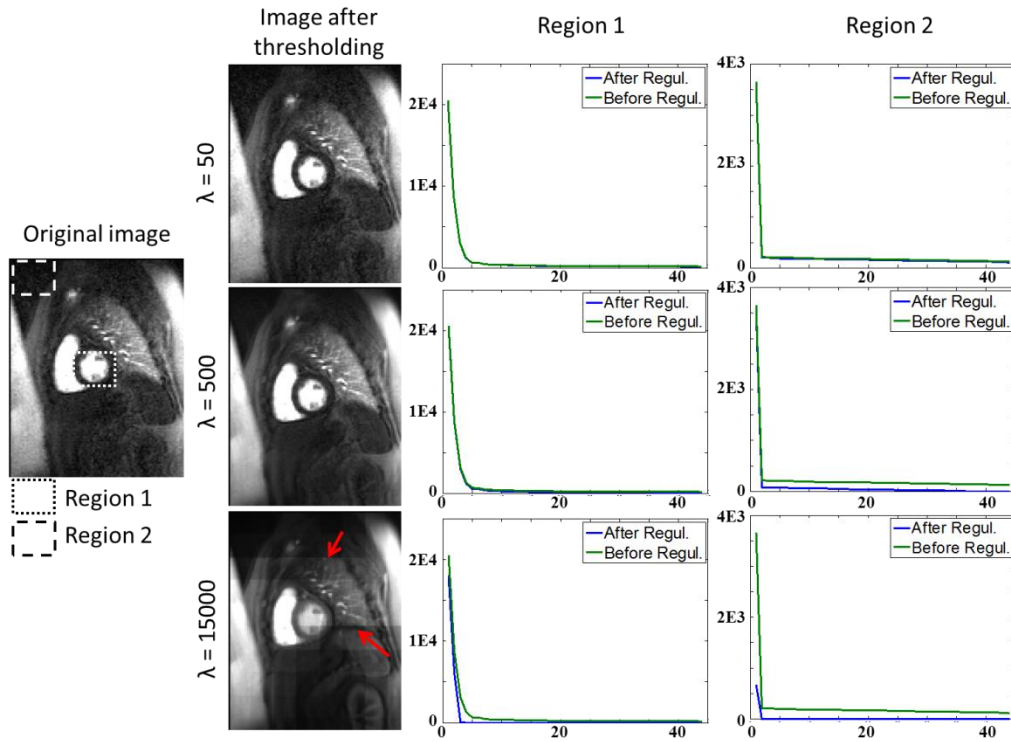 Image after
thresholding
Region 1
Region 2
λ = 50
After Regul.
Before Regul.
2E4
1E4
0
0
20
40
After Regul.
Before Regul.
4E3
2E3
0
0
20
40
Original image
Region 1
Region 2
λ = 500
After Regul.
Before Regul.
2E4
1E4
0
0
20
40
After Regul.
Before Regul.
4E3
2E3
0
0
20
40
λ = 15000
After Regul.
Before Regul.
2E4
1E4
0
0
20
40
After Regul.
Before Regul.
4E3
2E3
0
0
20
40